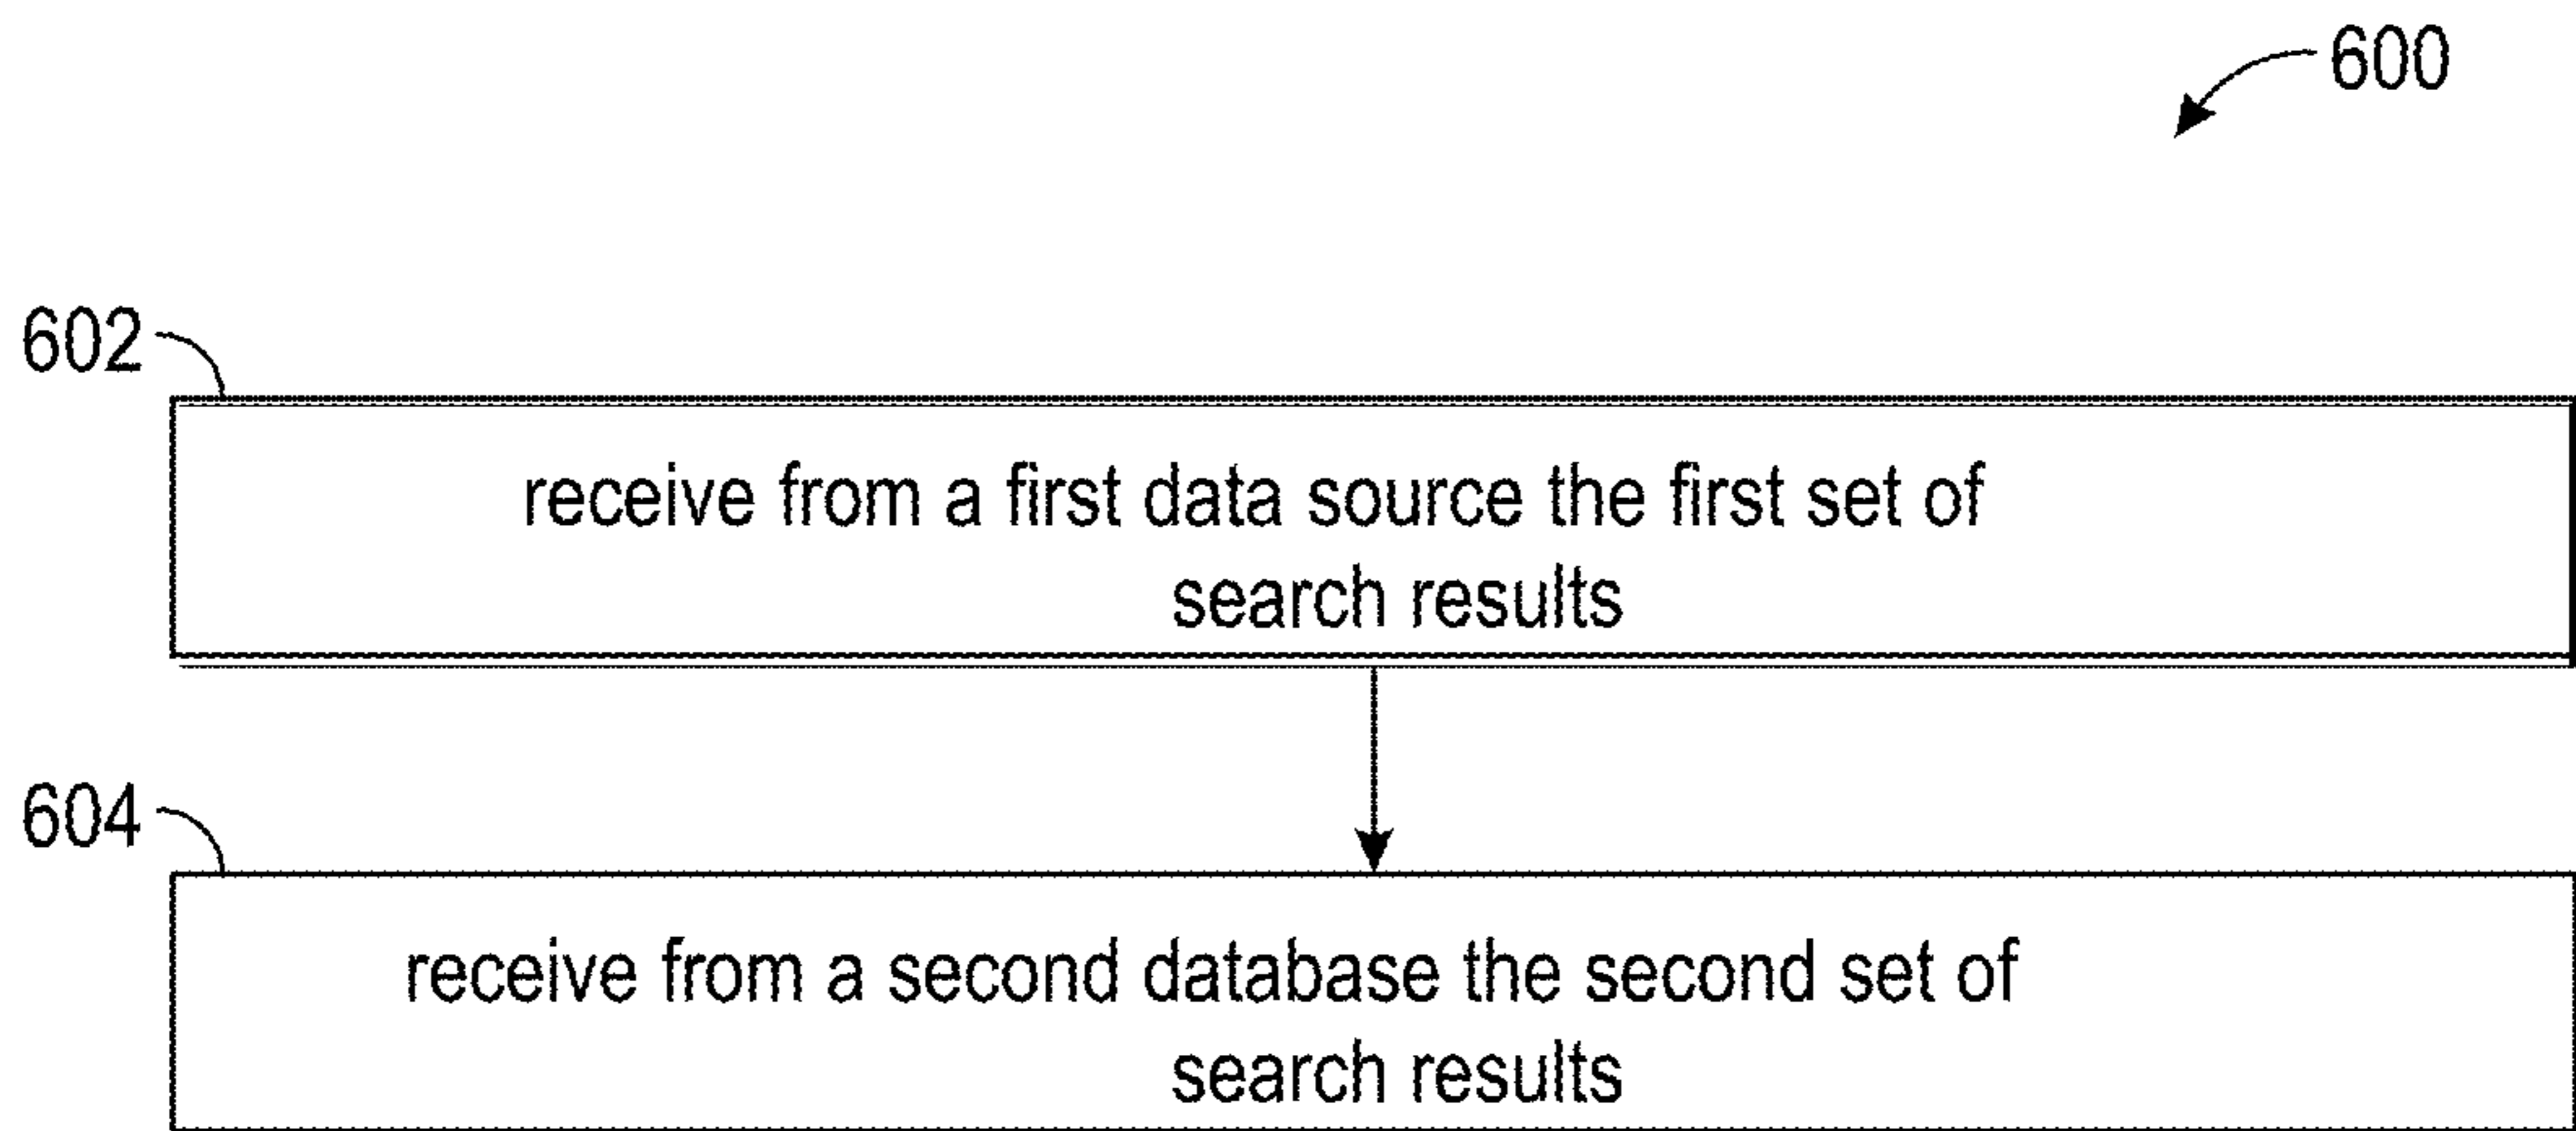 600
602
receive from a first data source the first set of
search results
604
receive from a second database the second set of
search results